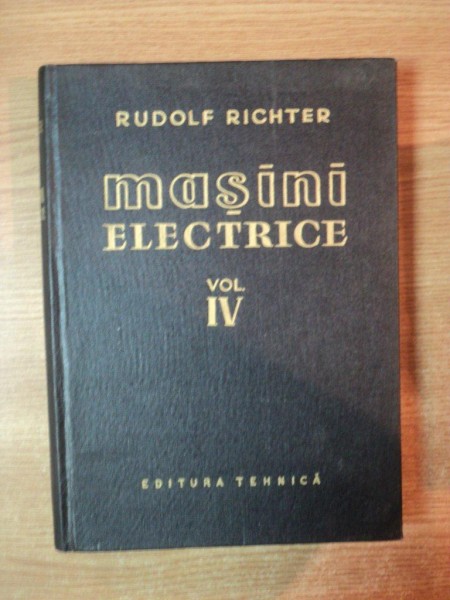 RUDOLF RICHTER
mașini
ELECTRICE
VOL.
IV
EDITURA TEHNICĂ